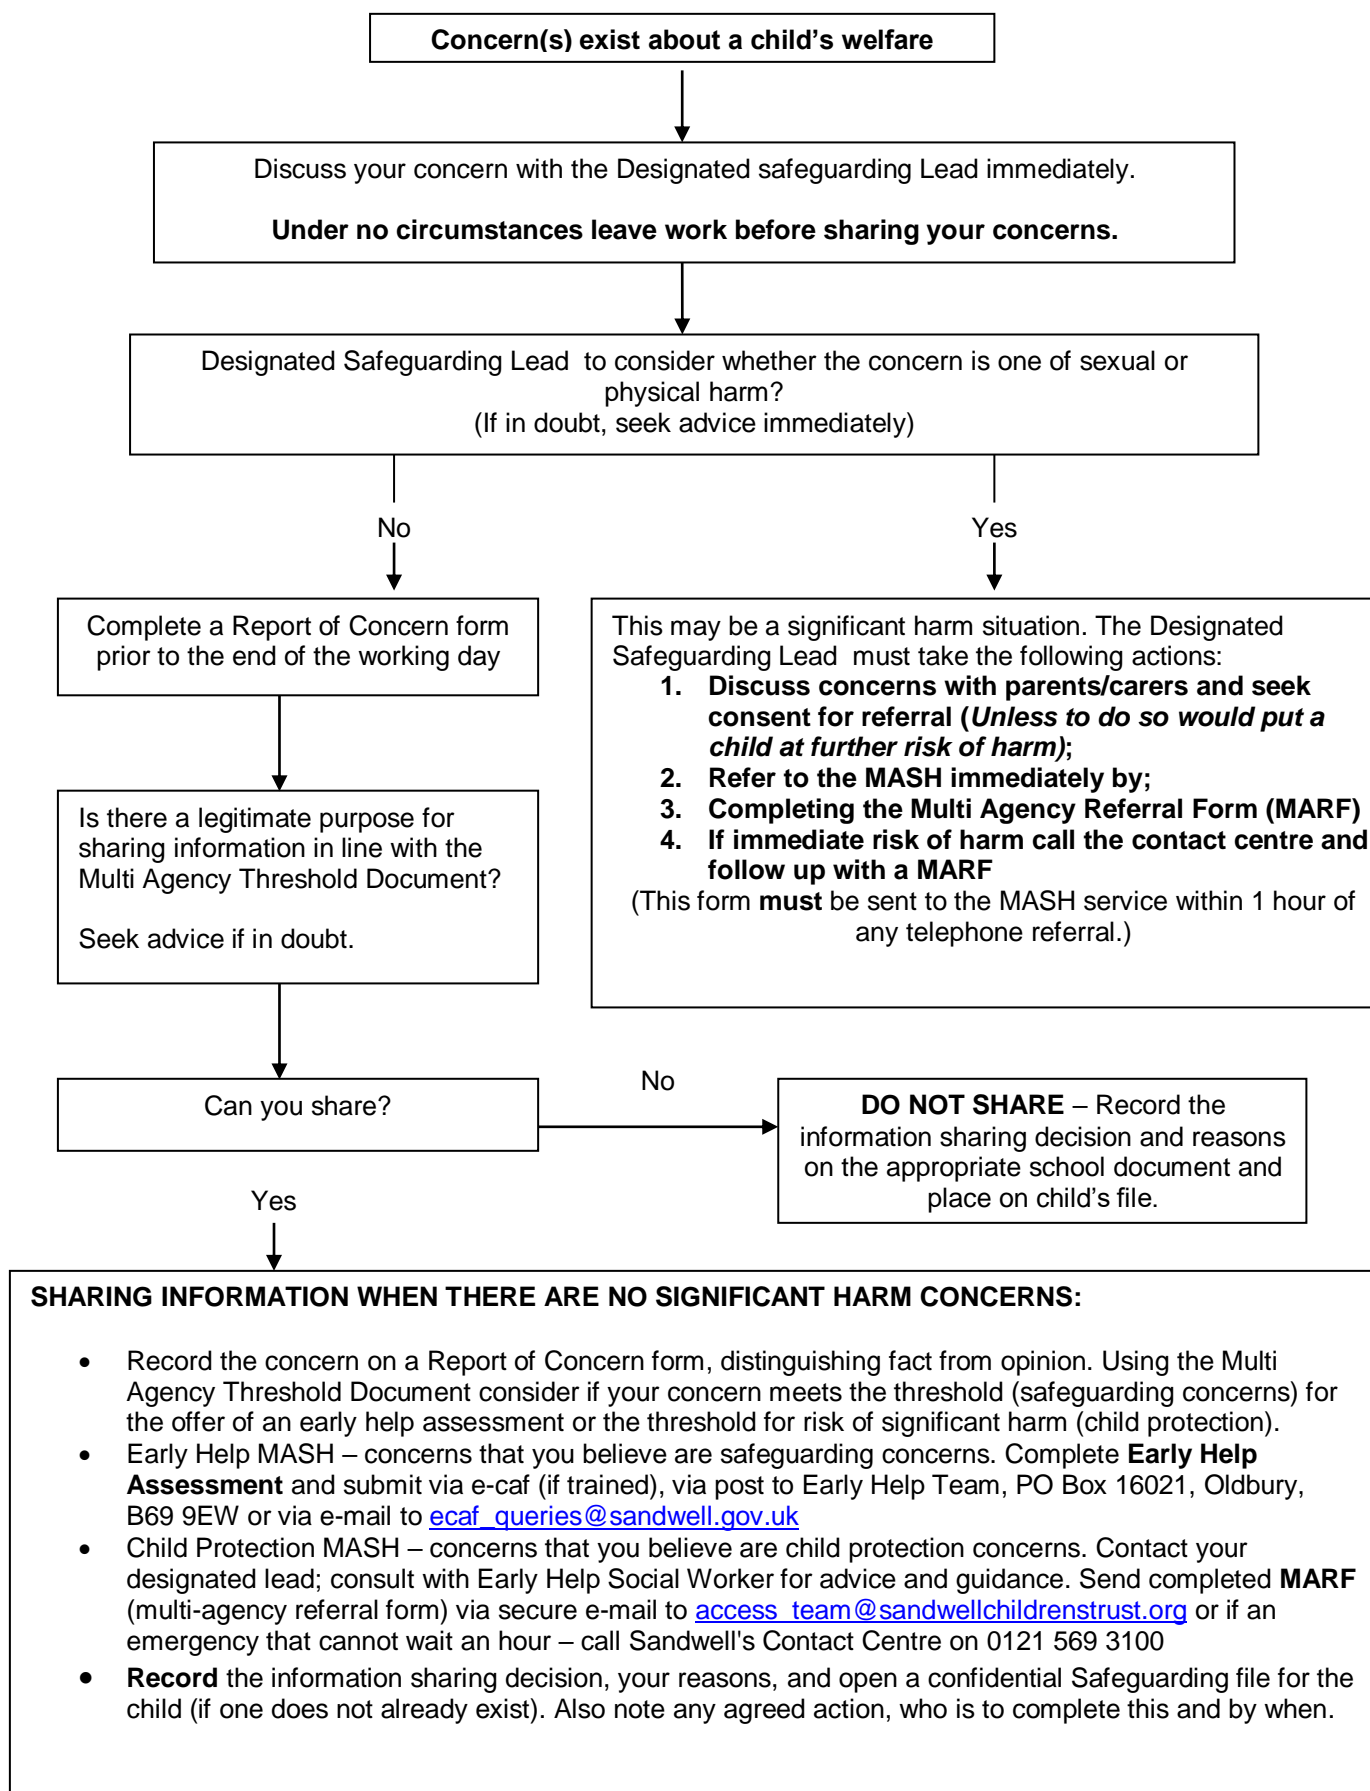 Concern(s) exist about a child's welfare
Discuss your concern with the Designated safeguarding Lead immediately.
Under no circumstances leave work before sharing your concerns.
Designated Safeguarding Lead to consider whether the concern is one of sexual or
physical harm?
(If in doubt, seek advice immediately)
No
Yes
Complete a Report of Concern form
prior to the end of the working day
This may be a significant harm situation. The Designated
Safeguarding Lead must take the following actions:
1. Discuss concerns with parents/carers and seek
consent for referral (Unless to do so would put a
child at further risk of harm);
2. Refer to the MASH immediately by;
3. Completing the Multi Agency Referral Form (MARF)
4. If immediate risk of harm call the contact centre and
follow up with a MARF
(This form must be sent to the MASH service within 1 hour of
any telephone referral.)
Is there a legitimate purpose for
sharing information in line with the
Multi Agency Threshold Document?
Seek advice if in doubt.
Can you share?
No
DO NOT SHARE – Record the
information sharing decision and reasons
on the appropriate school document and
place on child's file.
Yes
SHARING INFORMATION WHEN THERE ARE NO SIGNIFICANT HARM CONCERNS:
• Record the concern on a Report of Concern form, distinguishing fact from opinion. Using the Multi
Agency Threshold Document consider if your concern meets the threshold (safeguarding concerns) for
the offer of an early help assessment or the threshold for risk of significant harm (child protection).
• Early Help MASH – concerns that you believe are safeguarding concerns. Complete Early Help
Assessment and submit via e-caf (if trained), via post to Early Help Team, PO Box 16021, Oldbury,
B69 9EW or via e-mail to ecaf_queries@sandwell.gov.uk
• Child Protection MASH – concerns that you believe are child protection concerns. Contact your
designated lead; consult with Early Help Social Worker for advice and guidance. Send completed MARF
(multi-agency referral form) via secure e-mail to access_team@sandwellchildrenstrust.org or if an
emergency that cannot wait an hour – call Sandwell's Contact Centre on 0121 569 3100
• Record the information sharing decision, your reasons, and open a confidential Safeguarding file for the
child (if one does not already exist). Also note any agreed action, who is to complete this and by when.